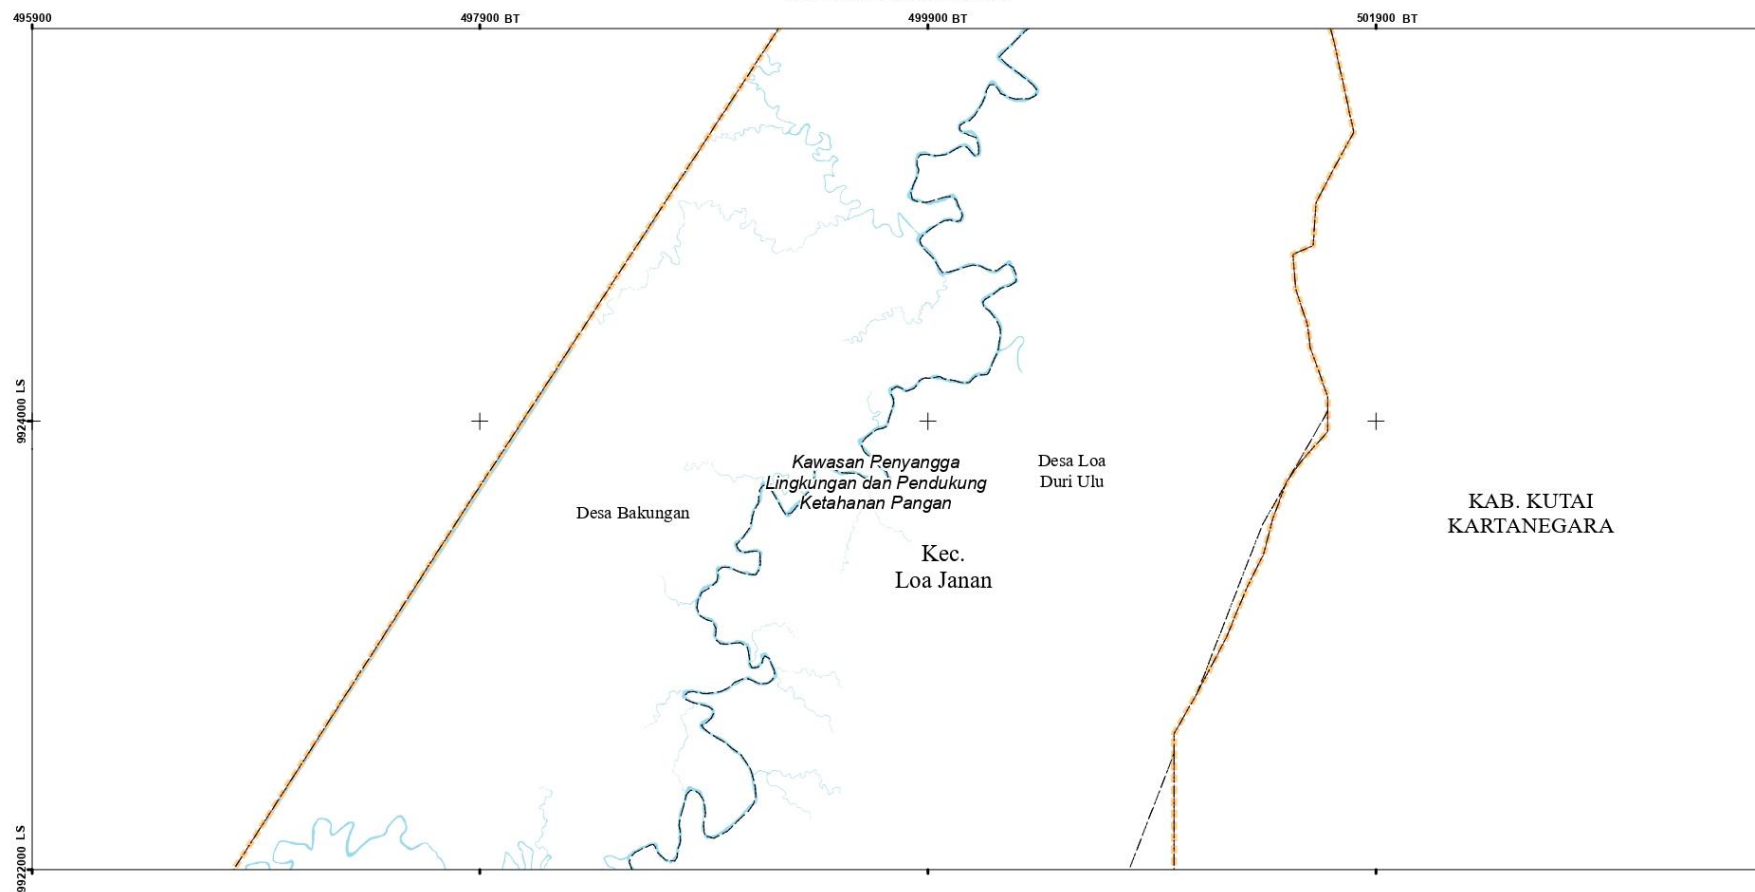 495900
497900 BT
499900 BT
501900 BT
9924000 LS
Kawasan Penyangga
Lingkungan dan Pendukung
Ketahanan Pangan
Desa Loa
Duri Ulu
Desa Bakungan
KAB. KUTAI
KARTANEGARA
Kec.
Loa Janan
9922000 LS